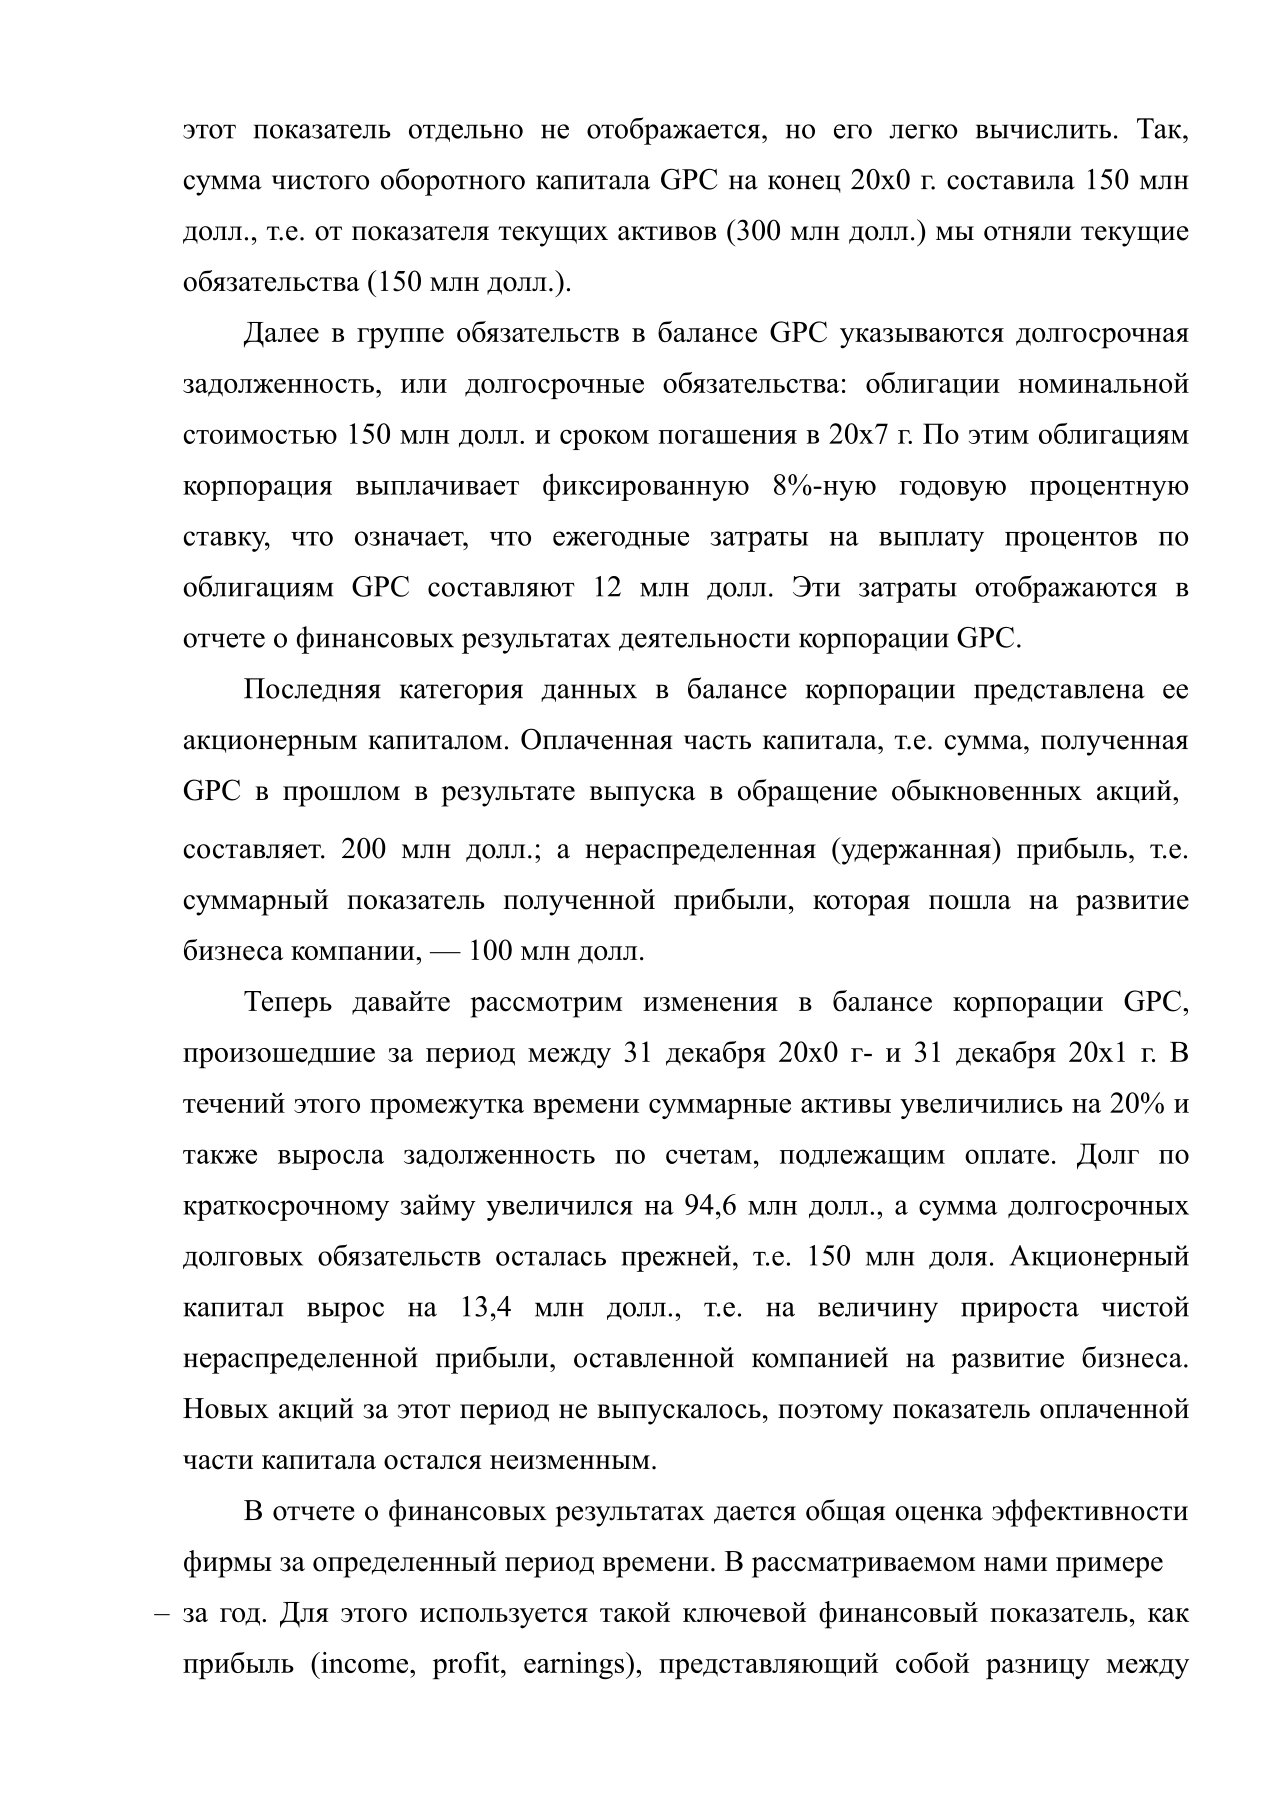 этот показатель отдельно не отображается, но его легко вычислить. Так,
сумма чистого оборотного капитала GPC на конец 20x0 г. составила 150 млн
долл., т.е. от показателя текущих активов (300 млн долл.) мы отняли текущие
обязательства (150 млн долл.).
Далее в группе обязательств в балансе GPC указываются долгосрочная
задолженность, или долгосрочные обязательства: облигации номинальной
стоимостью 150 млн долл. и сроком погашения в 20x7 г. По этим облигациям
корпорация выплачивает фиксированную 8%-ную годовую процентную
ставку, что означает, что ежегодные затраты на выплату процентов по
облигациям GPC составляют 12 млн долл. Эти затраты отображаются в
отчете о финансовых результатах деятельности корпорации GPC.
Последняя категория данных в балансе корпорации представлена ее
акционерным капиталом. Оплаченная часть капитала, т.е. сумма, полученная
GPC в прошлом в результате выпуска в обращение обыкновенных акций,
составляет. 200 млн долл.; а нераспределенная (удержанная) прибыль, т.е.
суммарный показатель полученной прибыли, которая пошла на развитие
бизнеса компании, — 100 млн долл.
Теперь давайте рассмотрим изменения в балансе корпорации GPC,
произошедшие за период между 31 декабря 20x0 г- и 31 декабря 20x1 г. В
течений этого промежутка времени суммарные активы увеличились на 20% и
также выросла задолженность по счетам, подлежащим оплате. Долг по
краткосрочному займу увеличился на 94,6 млн долл., а сумма долгосрочных
долговых обязательств осталась прежней, т.е. 150 млн доля. Акционерный
капитал вырос на 13,4 млн долл., т.е. на величину прироста чистой
нераспределенной прибыли, оставленной компанией на развитие бизнеса.
Новых акций за этот период не выпускалось, поэтому показатель оплаченной
части капитала остался неизменным.
В отчете о финансовых результатах дается общая оценка эффективности
фирмы за определенный период времени. В рассматриваемом нами примере
– за год. Для этого используется такой ключевой финансовый показатель, как
прибыль (income, profit, earnings), представляющий собой разницу между